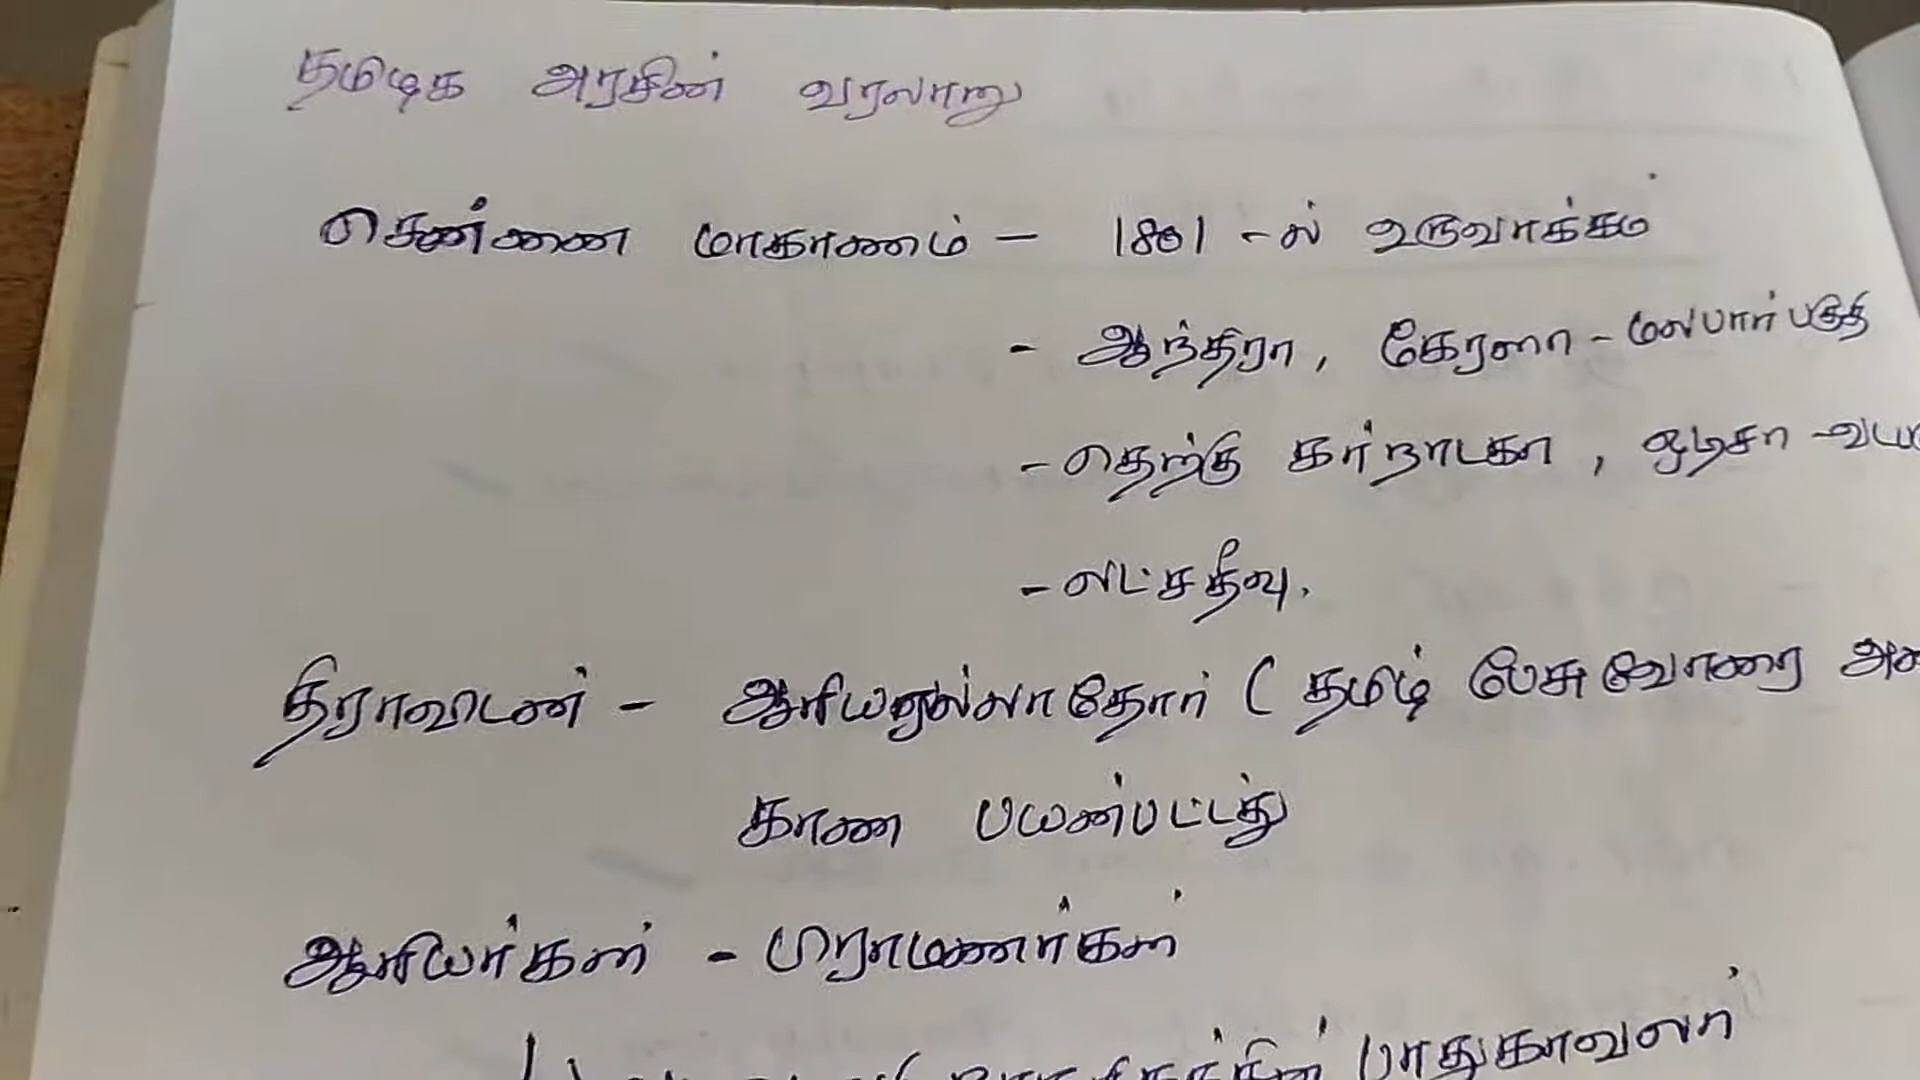 தமிழக அரசின் வரலாறு
சென்னை மாகாணம் - 1801 -ல் உருவாக்கம்
- ஆந்திரா, கேரளா - மலபார் பகுதி
- தெற்கு கர்நாடகா, ஒடிசா -
- லட்சதீவு.
திராவிடன் - ஆரியரல்லாதோர் ( தமிழ் பேசுவோரை
காண பயன்பட்டது
ஆரியர்கள் - பிராமணர்கள்
பாதுகாவலர்